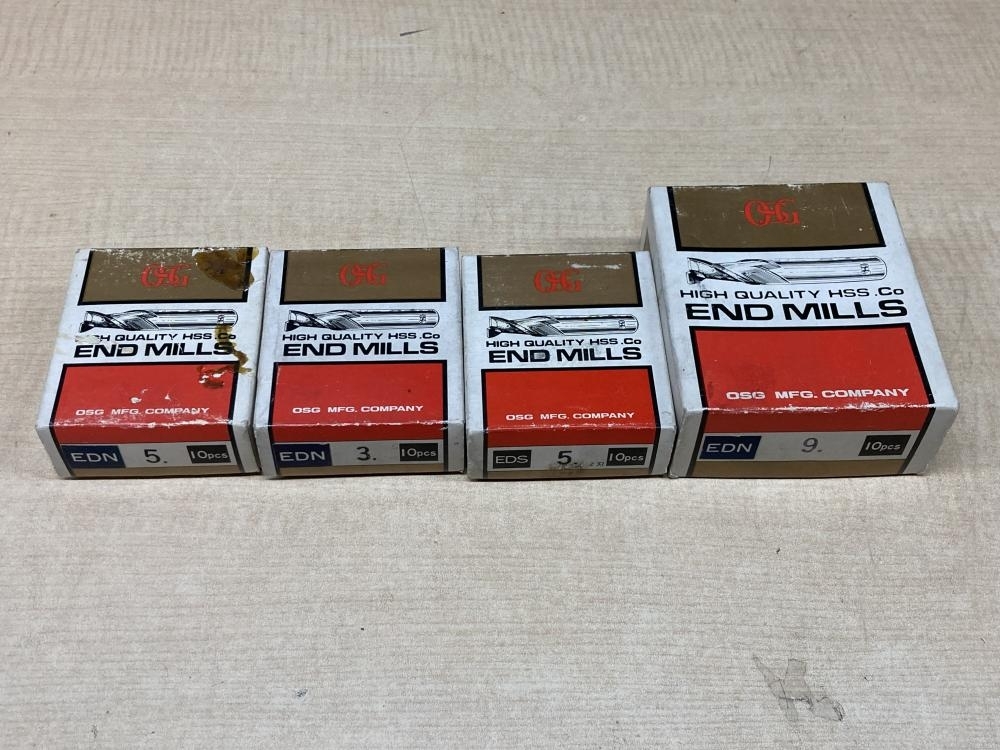 OSG
HIGH QUALITY HSS.Co
END MILLS
OSG MFG. COMPANY
EDN 5. 10pcs
OSG
HIGH QUALITY HSS.Co
END MILLS
OSG MFG. COMPANY
EDN 3. 10pcs
OSG
HIGH QUALITY HSS.Co
END MILLS
OSG MFG. COMPANY
EDS 5. 10pcs
OSG
HIGH QUALITY HSS.Co
END MILLS
OSG MFG. COMPANY
EDN 9. 10pcs